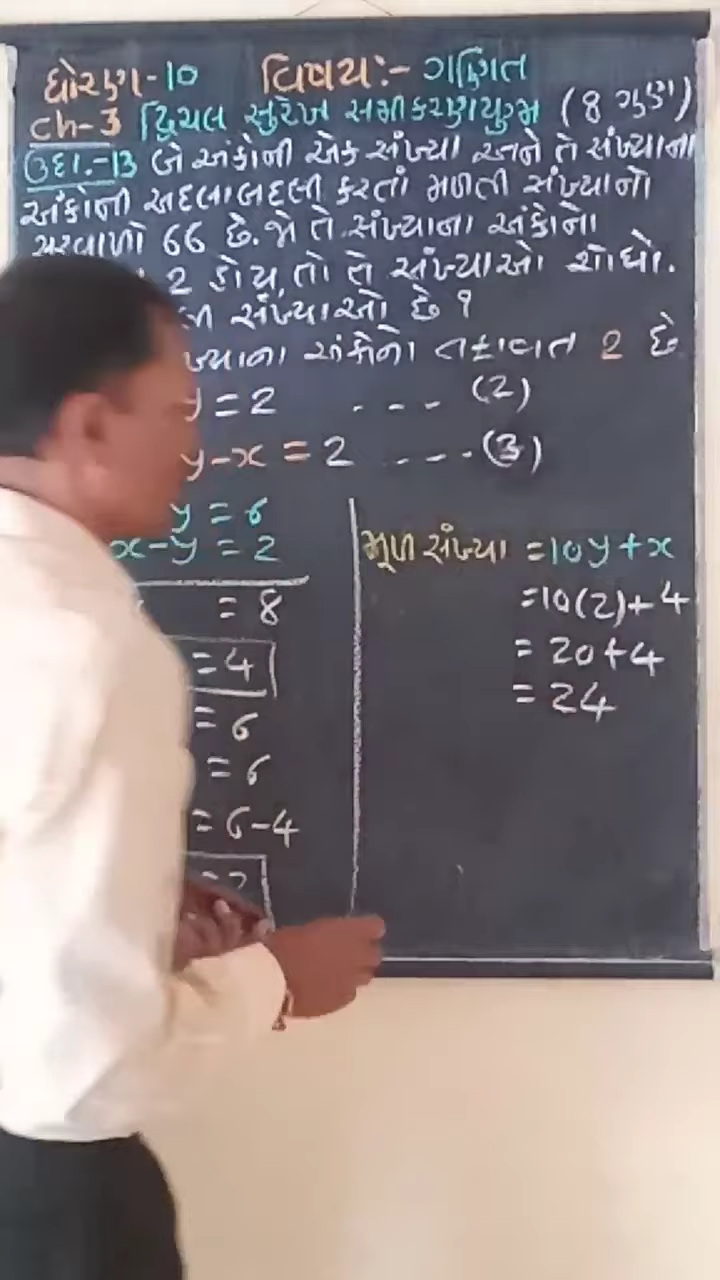 ધોરણ-10 વિષય:- ગણિત
Ch-3 દ્વિચલ સુરેખ સમીકરણયુગ્મ (8 ગુણ)
ઉદા.-13 બે અંકોની એક સંખ્યા અને તે સંખ્યાના
અંકોની અદલાબદલી કરતાં મળતી સંખ્યાનો
સરવાળો 66 છે. જો તે સંખ્યાના અંકોનો
2 હોય, તો તે સંખ્યાઓ શોધો.
સંખ્યાઓ છે ?
અંકોનો તફાવત 2 છે
y = 2 - - - (2)
y-x = 2 - - - (3)
y = 6
x-y = 2
= 8
= 4
= 6
= 6
= 6-4
= 2
મૂળ સંખ્યા = 10y + x
= 10(2) + 4
= 20 + 4
= 24